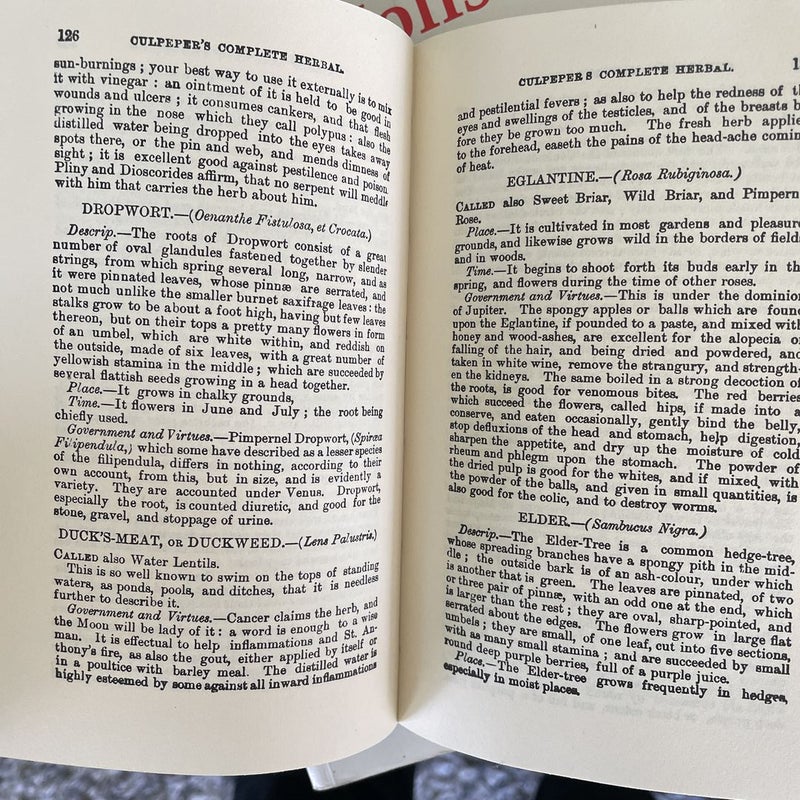 ons
126
CULPEPER'S COMPLETE HERBAL.
sun-burnings ; your best way to use it externally is to mix
it with vinegar : an ointment of it is held to be good in
wounds and ulcers ; it consumes cankers, and that flesh
growing in the nose which they call polypus : also the
distilled water being dropped into the eyes takes away
spots there, or the pin and web, and mends dimness of
sight ; it is excellent good against pestilence and poison.
Pliny and Dioscorides affirm, that no serpent will meddle
with him that carries the herb about him.
DROPWORT.—(Oenanthe Fistulosa, et Crocata.)
Descrip.—The roots of Dropwort consist of a great
number of oval glandules fastened together by slender
strings, from which spring several long, narrow, and as
it were pinnated leaves, whose pinnæ are serrated, and
not much unlike the smaller burnet saxifrage leaves : the
stalks grow to be about a foot high, having but few leaves
thereon, but on their tops a pretty many flowers in form
of an umbel, which are white within, and reddish on
the outside, made of six leaves, with a great number of
yellowish stamina in the middle ; which are succeeded by
several flattish seeds growing in a head together.
Place.—It grows in chalky grounds,
Time.—It flowers in June and July ; the root being
chiefly used.
Government and Virtues.—Pimpernel Dropwort, (Spiræa
Filipendula,) which some have described as a lesser species
of the filipendula, differs in nothing, according to their
own account, from this, but in size, and is evidently a
variety. They are accounted under Venus. Dropwort,
especially the root, is counted diuretic, and good for the
stone, gravel, and stoppage of urine.
DUCK'S-MEAT, OR DUCKWEED.—(Lens Palustris.)
CALLED also Water Lentils.
This is so well known to swim on the tops of standing
waters, as ponds, pools, and ditches, that it is needless
further to describe it.
Government and Virtues.—Cancer claims the herb, and
the Moon will be lady of it : a word is enough to a wise
man. It is effectual to help inflammations and St. An-
thony's fire, as also the gout, either applied by itself or
in a poultice with barley meal. The distilled water is
highly esteemed by some against all inward inflammations
CULPEPER S COMPLETE HERBAL.
1
and pestilential fevers ; as also to help the redness of th
eyes and swellings of the testicles, and of the breasts b
fore they be grown too much. The fresh herb applie
to the forehead, easeth the pains of the head-ache comin
of heat.
EGLANTINE.—(Rosa Rubiginosa.)
CALLED also Sweet Briar, Wild Briar, and Pimpern
Rose.
Place.—It is cultivated in most gardens and pleasure
grounds, and likewise grows wild in the borders of field
and in woods.
Time.—It begins to shoot forth its buds early in th
spring, and flowers during the time of other roses.
Government and Virtues.—This is under the dominion
of Jupiter. The spongy apples or balls which are foun
upon the Eglantine, if pounded to a paste, and mixed with
honey and wood-ashes, are excellent for the alopecia o
falling of the hair, and being dried and powdered, and
taken in white wine, remove the strangury, and strength-
en the kidneys. The same boiled in a strong decoction of
the roots, is good for venomous bites. The red berries
which succeed the flowers, called hips, if made into a
conserve, and eaten occasionally, gently bind the belly,
stop defluxions of the head and stomach, help digestion,
sharpen the appetite, and dry up the moisture of cold
rheum and phlegm upon the stomach. The powder of
the dried pulp is good for the whites, and if mixed with
the powder of the balls, and given in small quantities, is
also good for the colic, and to destroy worms.
ELDER.—(Sambucus Nigra.)
Descrip.—The Elder-Tree is a common hedge-tree,
whose spreading branches have a spongy pith in the mid-
dle ; the outside bark is of an ash-colour, under which
is another that is green. The leaves are pinnated, of two
or three pair of pinnæ, with an odd one at the end, which
is larger than the rest ; they are oval, sharp-pointed, and
serrated about the edges. The flowers grow in large flat
umbels ; they are small, of one leaf, cut into five sections,
with as many small stamina ; and are succeeded by small
round deep purple berries, full of a purple juice.
Place.—The Elder-tree grows frequently in hedges,
especially in moist places.